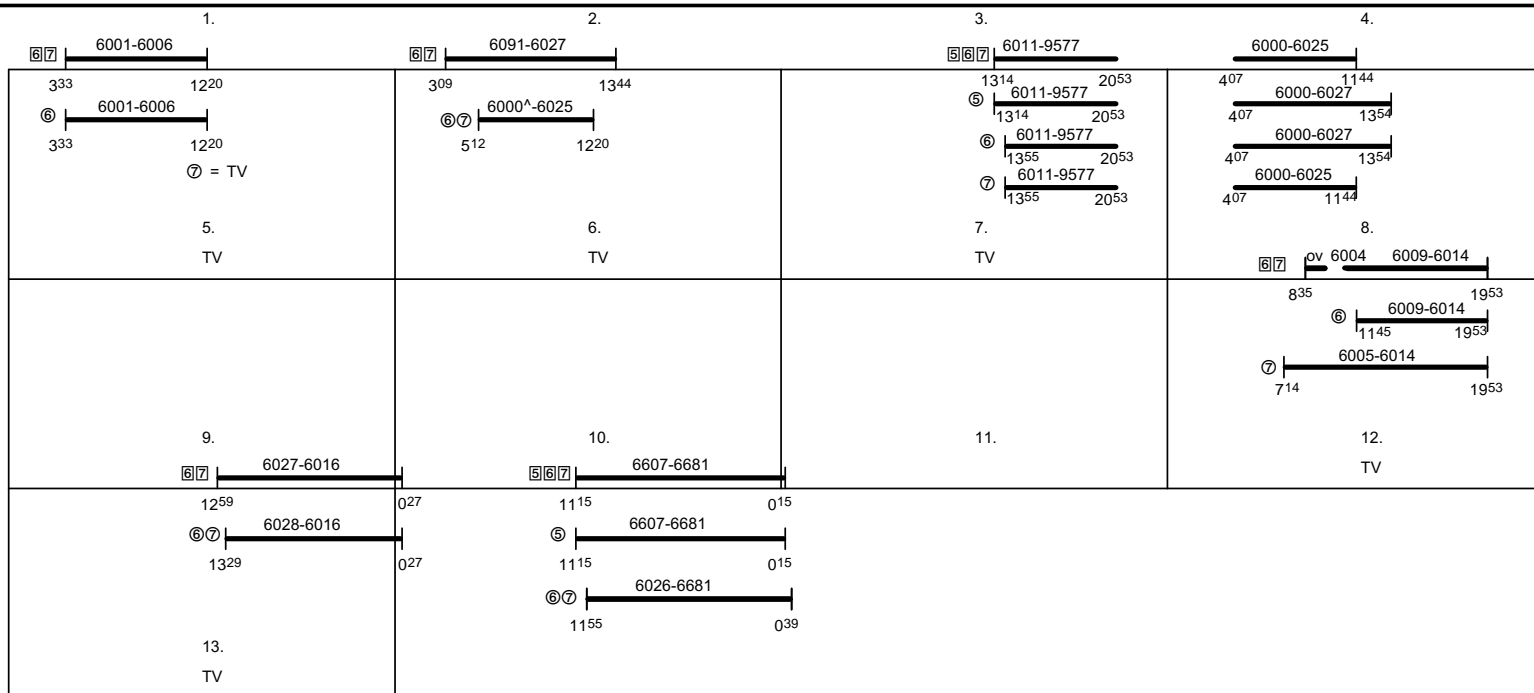 1. 2. 3. 4.
67 6001-6006 67 6091-6027 567 6011-9577 6000-6025
3³³ 12²⁰ 3⁰⁹ 13⁴⁴ 13¹⁴ 20⁵³ 4⁰⁷ 11⁴⁴
⑥ 6001-6006 ⑥⑦ 6000^-6025 ⑤ 6011-9577 6000-6027
3³³ 12²⁰ 5¹² 12²⁰ 13¹⁴ 20⁵³ 4⁰⁷ 13⁵⁴
⑥ 6011-9577 6000-6027
13⁵⁵ 20⁵³ 4⁰⁷ 13⁵⁴
⑦ = TV
⑦ 6011-9577 6000-6025
13⁵⁵ 20⁵³ 4⁰⁷ 11⁴⁴
5. 6. 7. 8.
TV TV TV
67 ov 6004 6009-6014
8³⁵ 19⁵³
⑥ 6009-6014
11⁴⁵ 19⁵³
⑦ 6005-6014
7¹⁴ 19⁵³
9. 10. 11. 12.
TV
67 6027-6016 567 6607-6681
12⁵⁹ 0²⁷ 11¹⁵ 0¹⁵
⑥⑦ 6028-6016 ⑤ 6607-6681
13²⁹ 0²⁷ 11¹⁵ 0¹⁵
⑥⑦ 6026-6681
11⁵⁵ 0³⁹
13.
TV